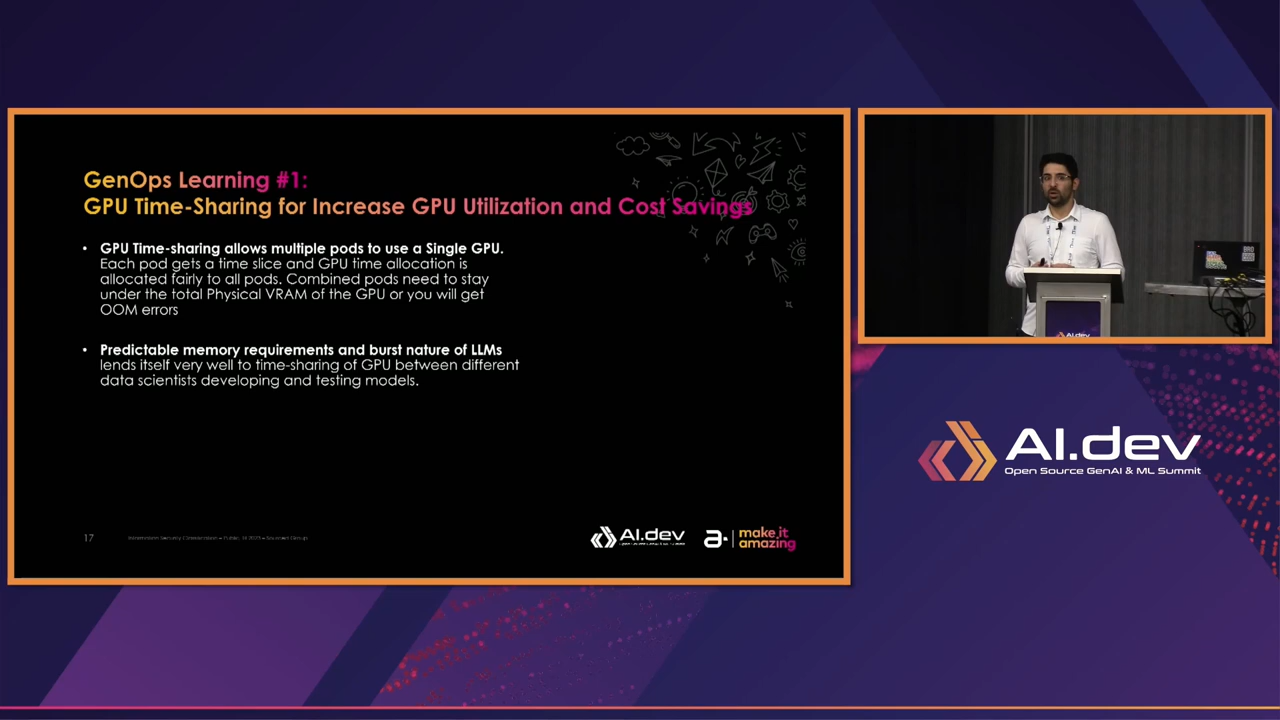 GenOps Learning #1:
GPU Time-Sharing for Increase GPU Utilization and Cost Savings
• GPU Time-sharing allows multiple pods to use a Single GPU.
Each pod gets a time slice and GPU time allocation is
allocated fairly to all pods. Combined pods need to stay
under the total Physical VRAM of the GPU or you will get
OOM errors
• Predictable memory requirements and burst nature of LLMs
lends itself very well to time-sharing of GPU between different
data scientists developing and testing models.
17
AI.dev
a
make it
amazing
AI.dev
AI.dev
Open Source GenAI & ML Summit